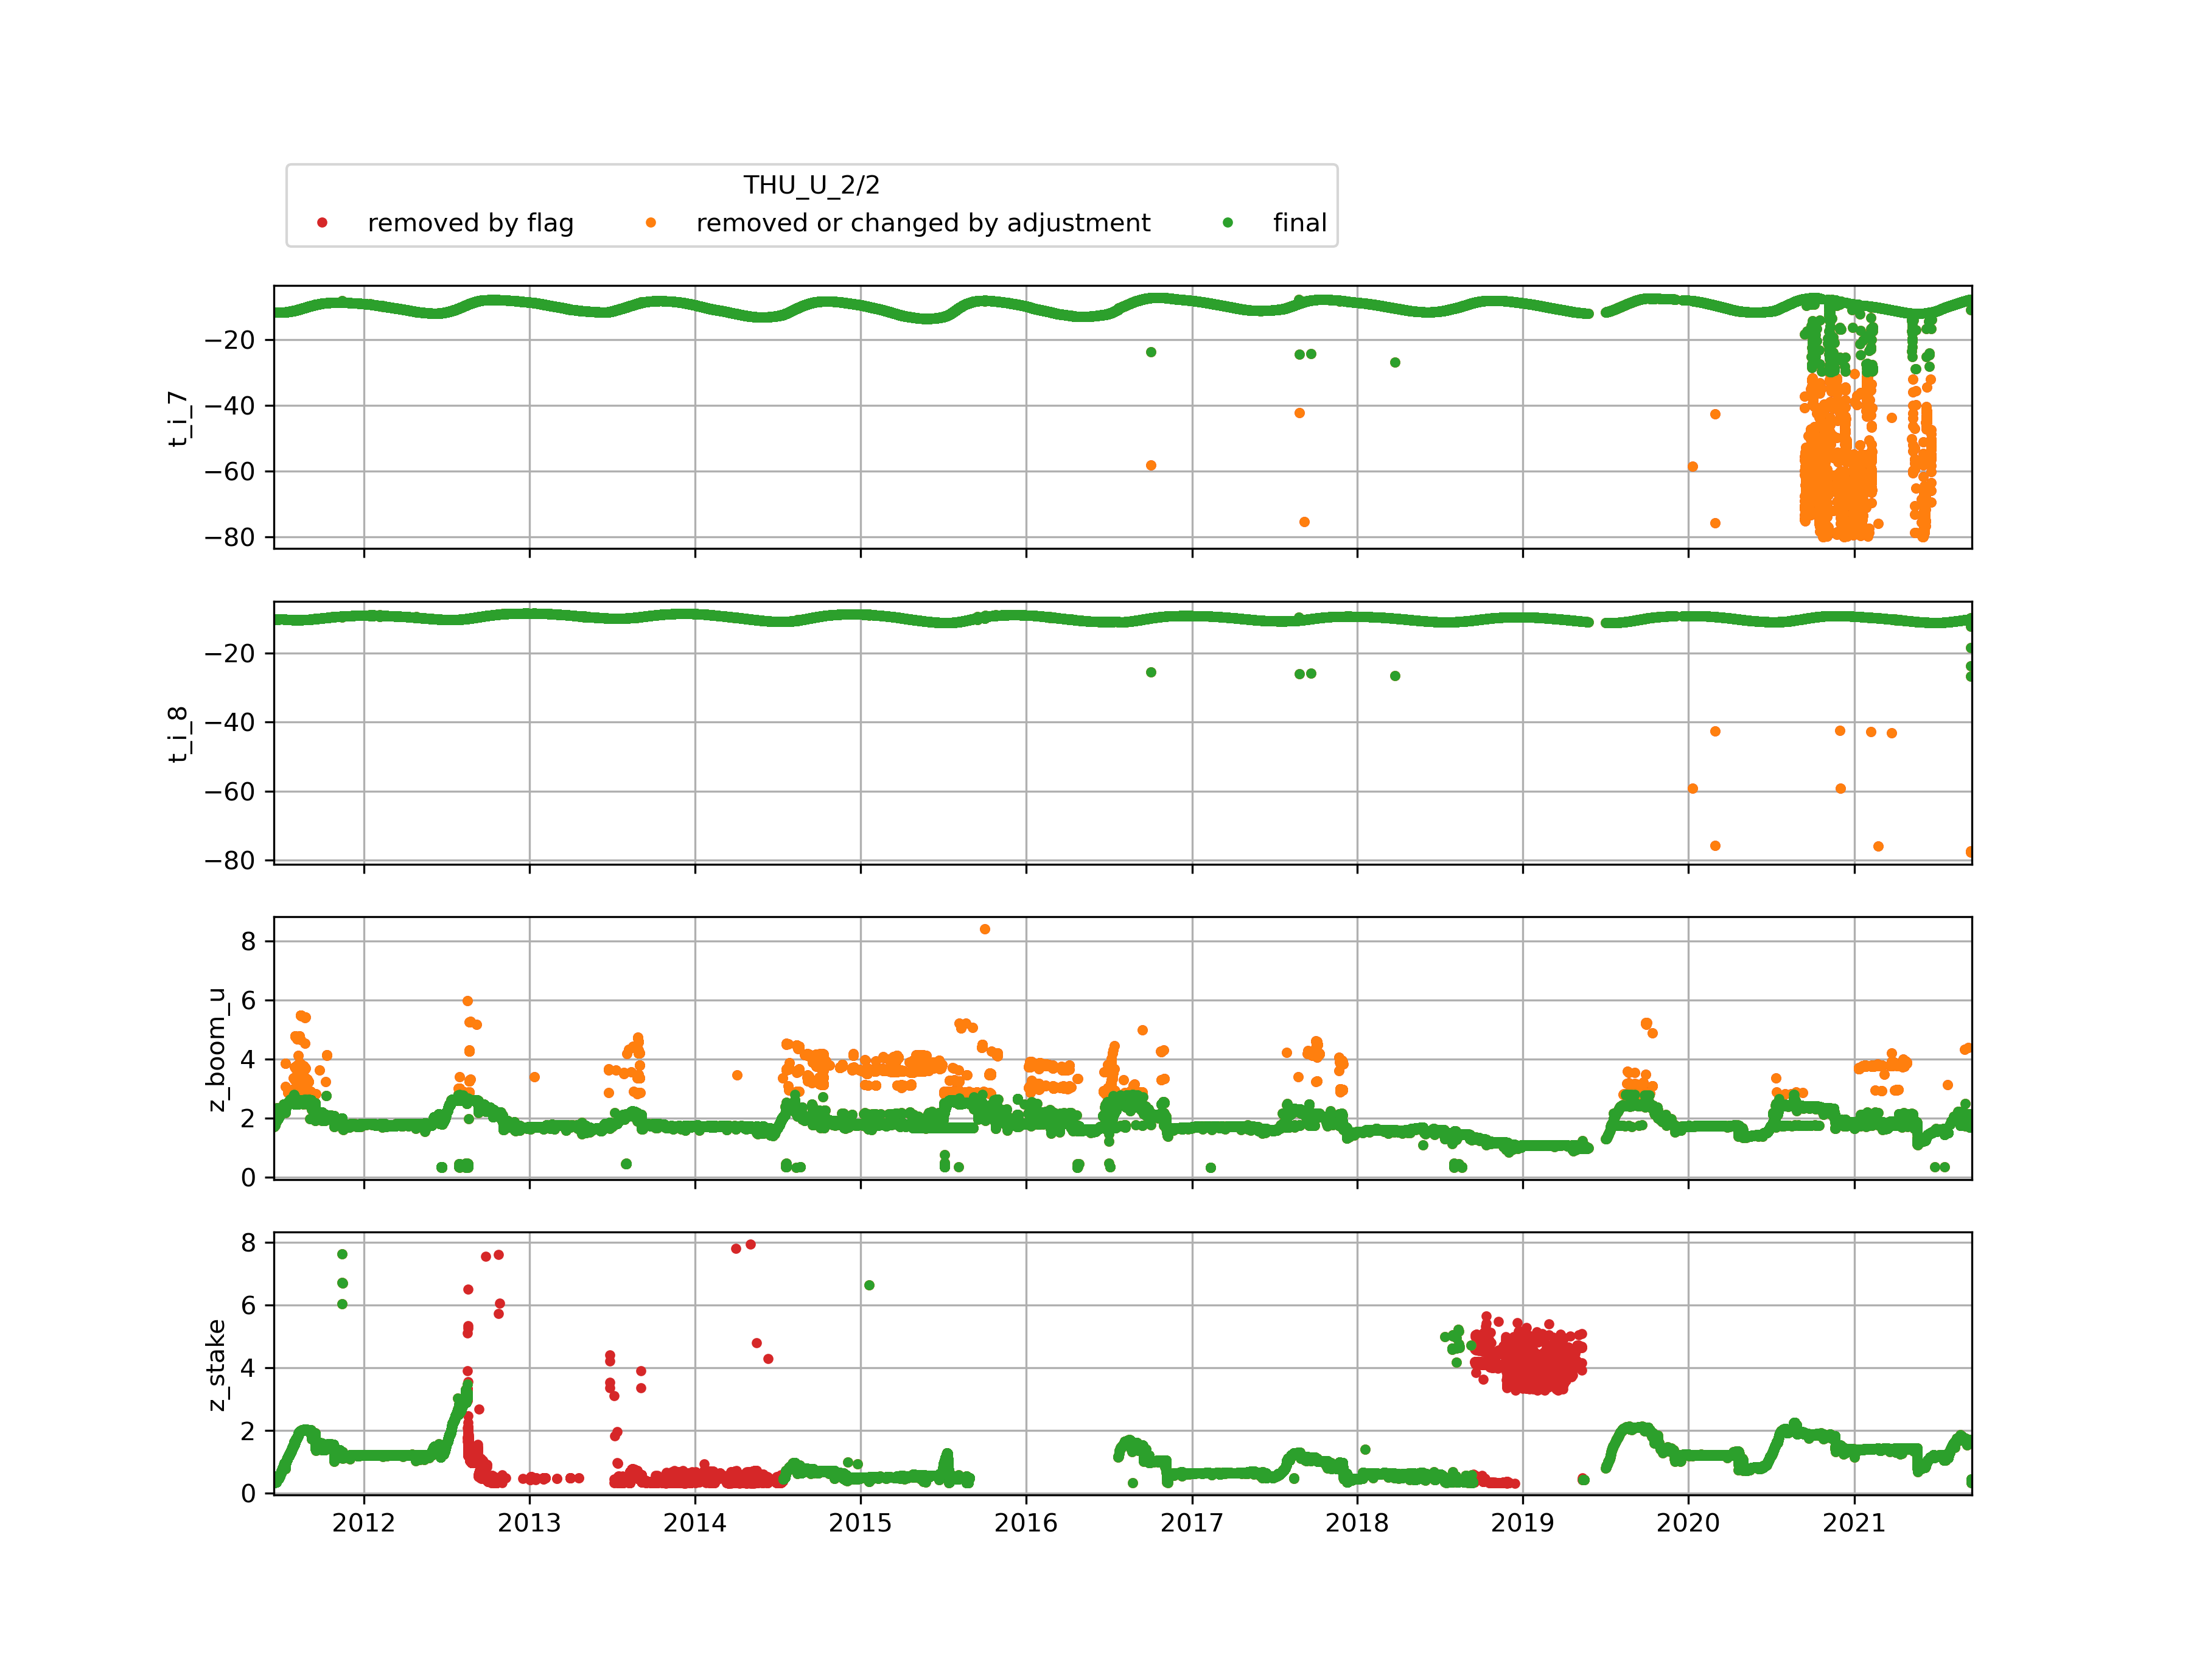 THU_U_2/2
removed by flag removed or changed by adjustment final
t_i_7
−20
−40
−60
−80
t_i_8
−20
−40
−60
−80
z_boom_u
8
6
4
2
0
z_stake
8
6
4
2
0
2012 2013 2014 2015 2016 2017 2018 2019 2020 2021